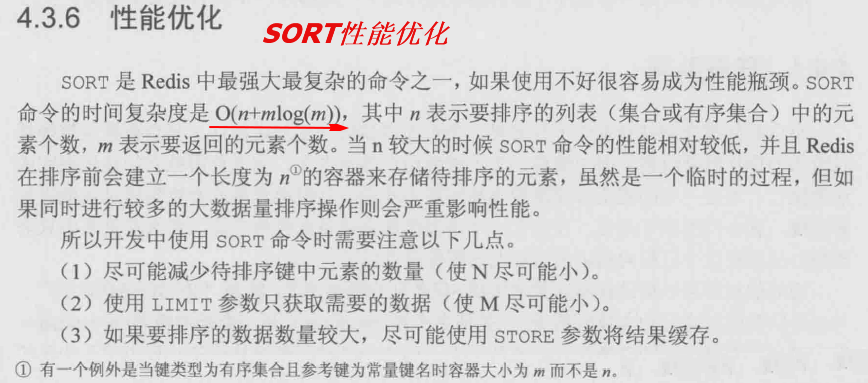 4.3.6 性能优化
SORT性能优化
SORT 是 Redis 中最强大最复杂的命令之一，如果使用不好很容易成为性能瓶颈。SORT
命令的时间复杂度是 O(n+mlog(m))，其中 n 表示要排序的列表（集合或有序集合）中的元
素个数，m 表示要返回的元素个数。当 n 较大的时候 SORT 命令的性能相对较低，并且 Redis
在排序前会建立一个长度为 n①的容器来存储待排序的元素，虽然是一个临时的过程，但如
果同时进行较多的大数据量排序操作则会严重影响性能。
所以开发中使用 SORT 命令时需要注意以下几点。
（1）尽可能减少待排序键中元素的数量（使 N 尽可能小）。
（2）使用 LIMIT 参数只获取需要的数据（使 M 尽可能小）。
（3）如果要排序的数据数量较大，尽可能使用 STORE 参数将结果缓存。
① 有一个例外是当键类型为有序集合且参考键为常量键名时容器大小为 m 而不是 n。